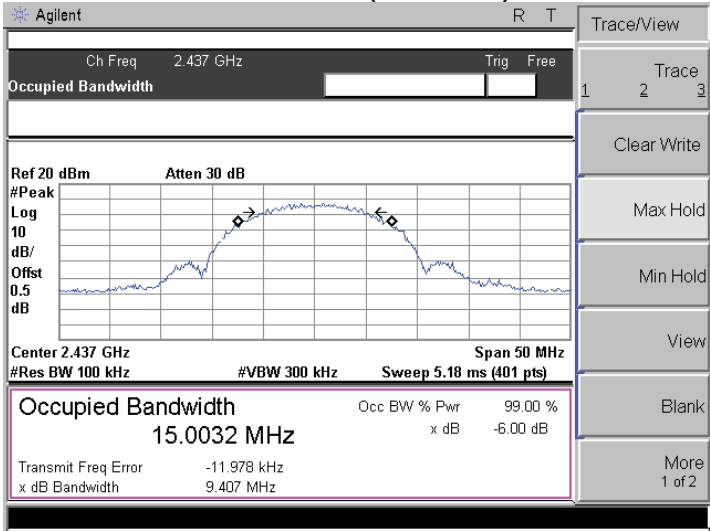 Agilent R T
Trace/View
Ch Freq 2.437 GHz Trig Free
Occupied Bandwidth
Trace
1 2 3
Clear Write
Ref 20 dBm Atten 30 dB
#Peak
Log
10
dB/
Offst
0.5
dB
Max Hold
Min Hold
View
Center 2.437 GHz Span 50 MHz
#Res BW 100 kHz #VBW 300 kHz Sweep 5.18 ms (401 pts)
Occupied Bandwidth Occ BW % Pwr 99.00 %
15.0032 MHz x dB -6.00 dB
Blank
Transmit Freq Error -11.978 kHz
x dB Bandwidth 9.407 MHz
More
1 of 2